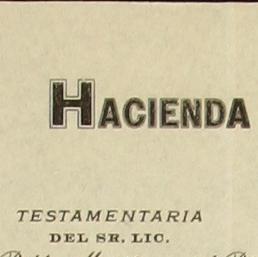 HACIENDA
TESTAMENTARIA
DEL SR. LIC.